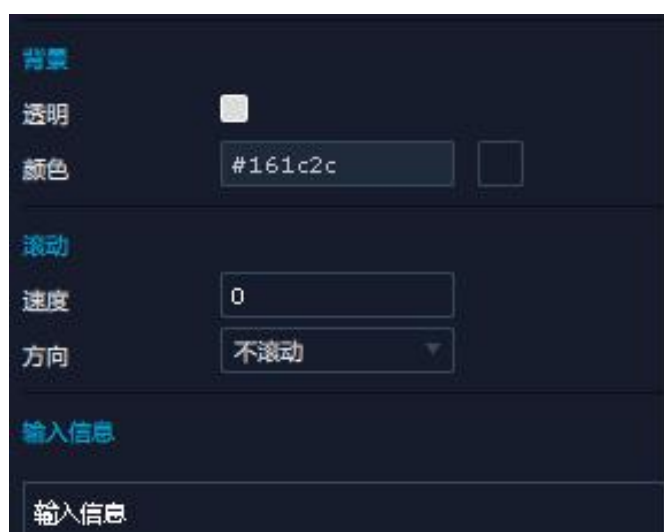 背景
透明
颜色 #161c2c
滚动
速度 0
方向 不滚动
输入信息
输入信息